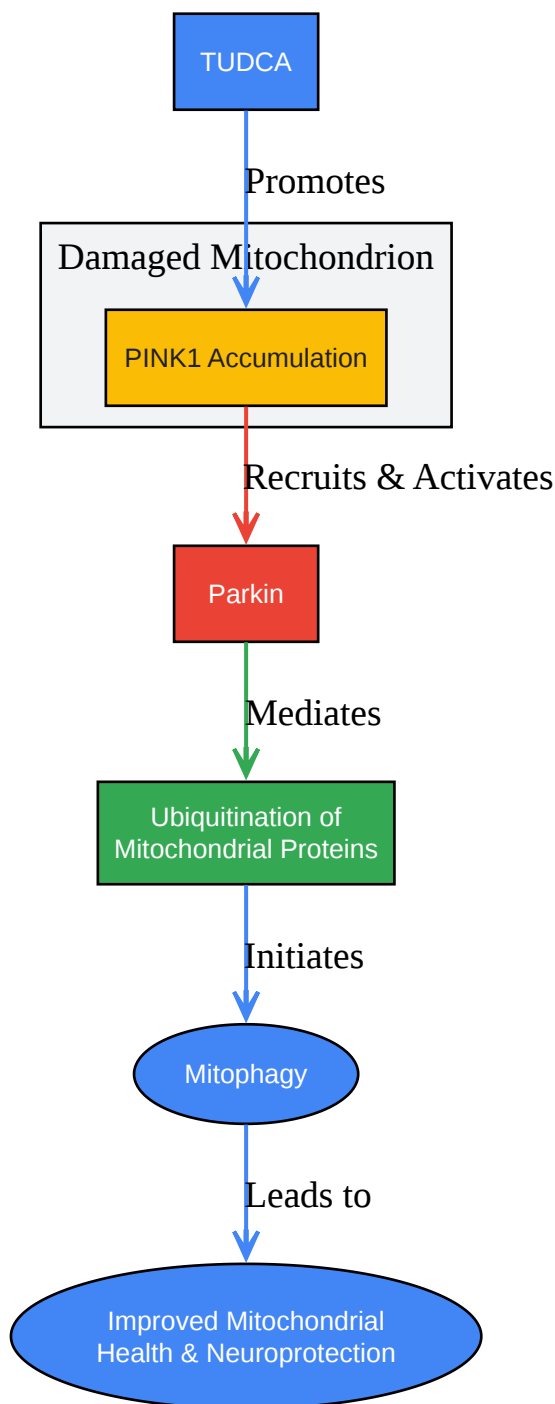 TUDCA
Promotes
Damaged Mitochondrion
PINK1 Accumulation
Recruits & Activates
Parkin
Mediates
Ubiquitination of
Mitochondrial Proteins
Initiates
Mitophagy
Leads to
Improved Mitochondrial
Health & Neuroprotection